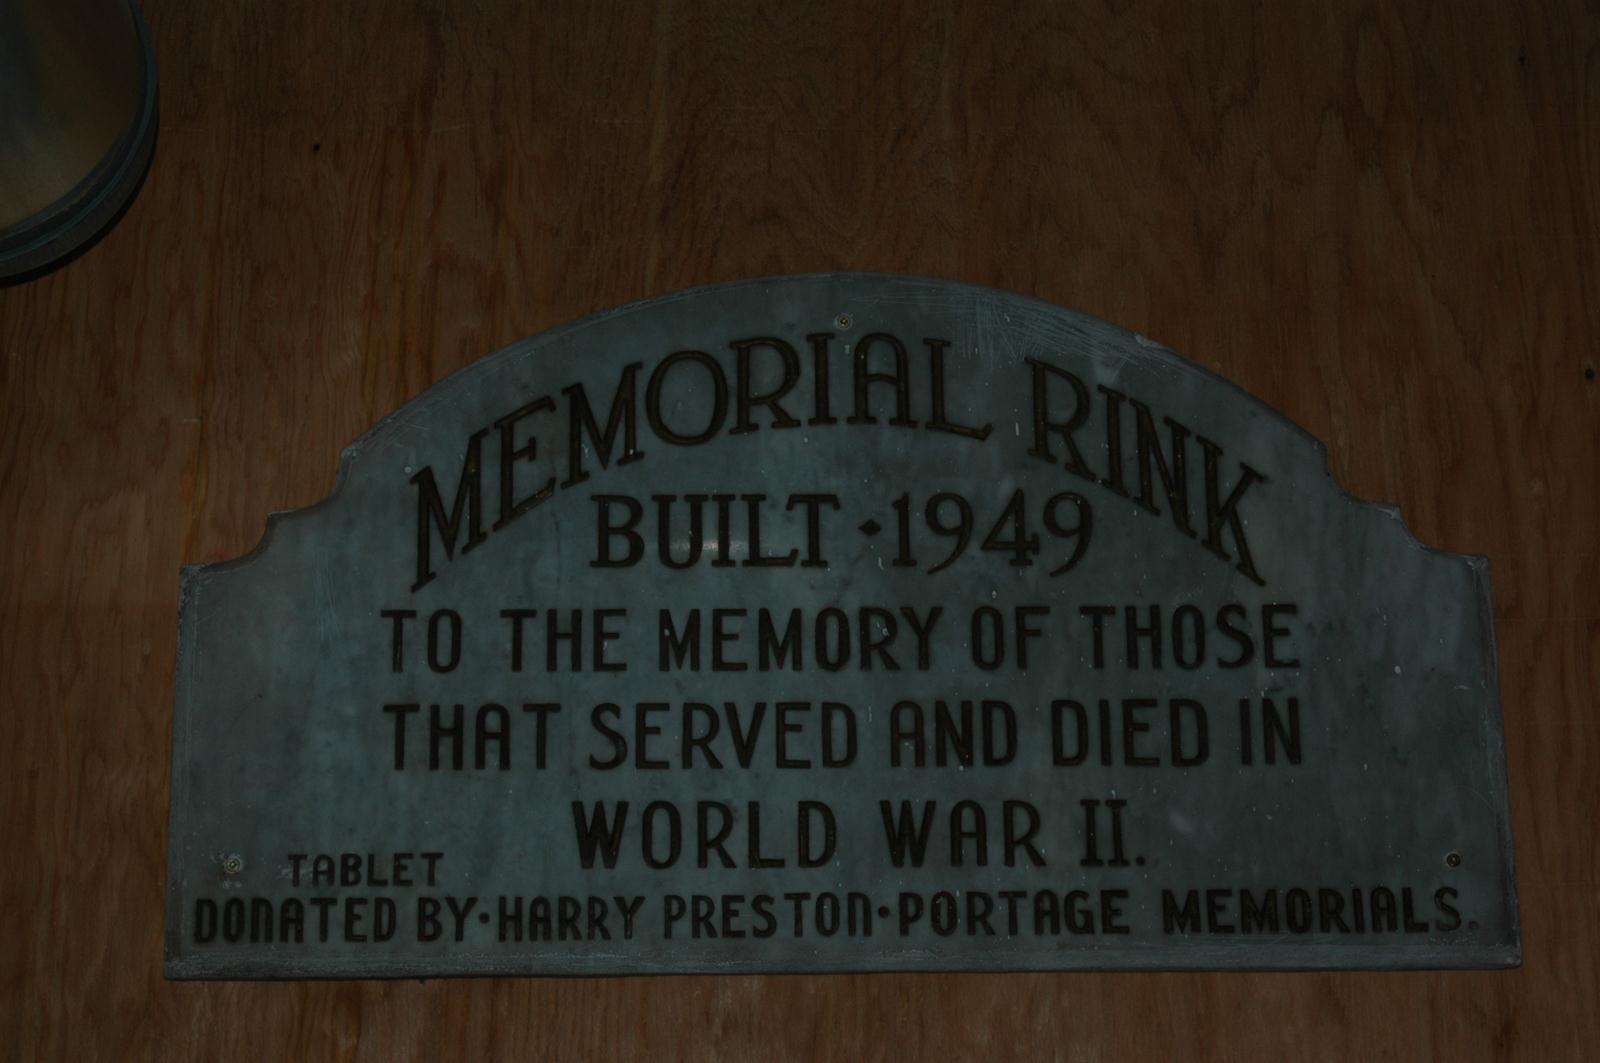 MEMORIAL RINK
BUILT · 1949
TO THE MEMORY OF THOSE
THAT SERVED AND DIED IN
WORLD WAR II.
TABLET
DONATED BY · HARRY PRESTON · PORTAGE MEMORIALS.